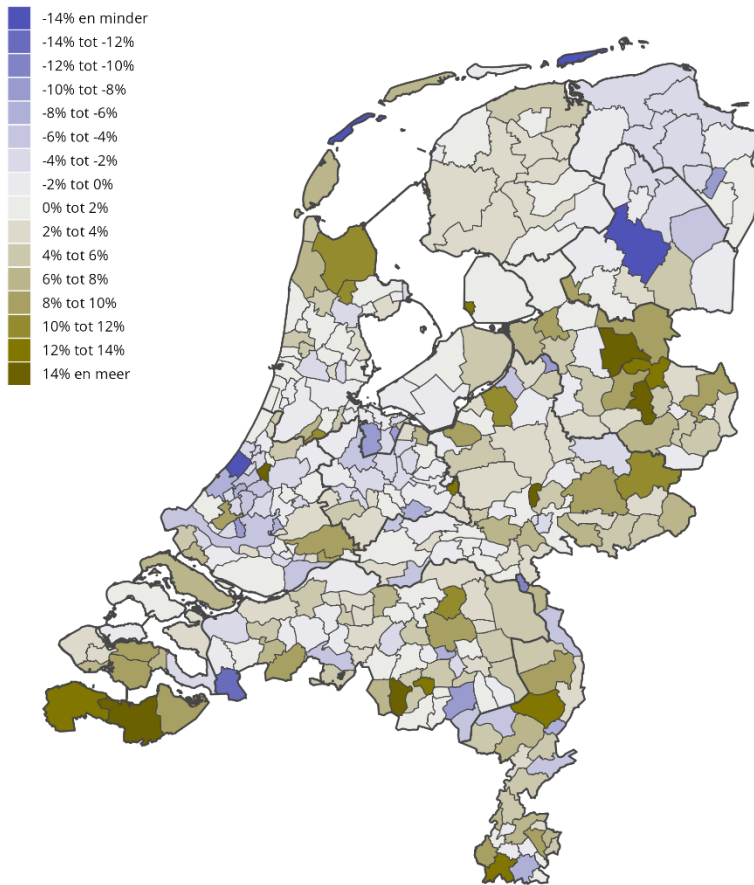 -14% en minder
-14% tot -12%
-12% tot -10%
-10% tot -8%
-8% tot -6%
-6% tot -4%
-4% tot -2%
-2% tot 0%
0% tot 2%
2% tot 4%
4% tot 6%
6% tot 8%
8% tot 10%
10% tot 12%
12% tot 14%
14% en meer